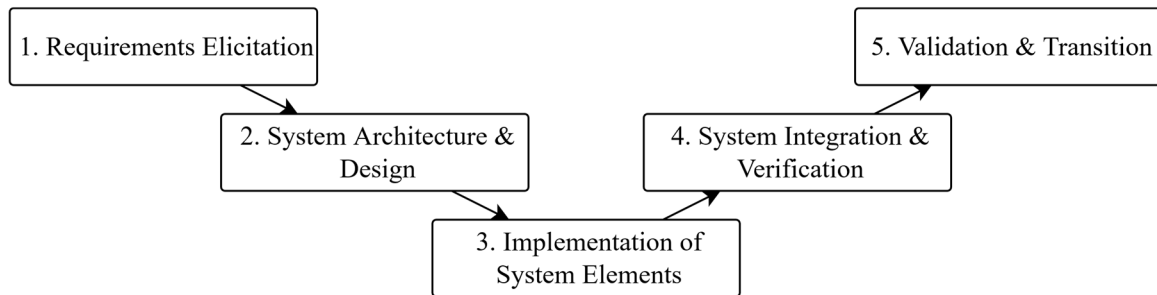 1. Requirements Elicitation
2. System Architecture &
Design
3. Implementation of
System Elements
4. System Integration &
Verification
5. Validation & Transition